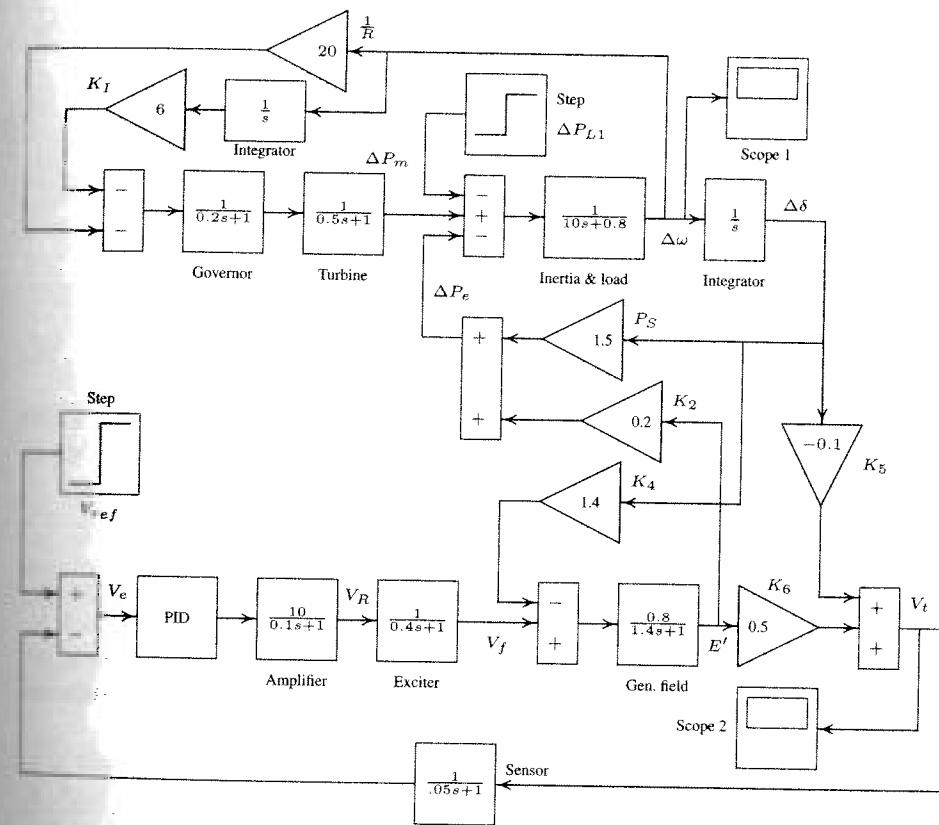 1/R
20
K_I
6
1/s
Integrator
Step
ΔP_{L1}
Scope 1
ΔP_m
−
−
1/(0.2s+1)
Governor
1/(0.5s+1)
Turbine
−
+
−
1/(10s+0.8)
Inertia & load
Δω
1/s
Integrator
Δδ
ΔP_e
+
+
1.5
P_S
0.2
K_2
1.4
K_4
−0.1
K_5
Step
+
−
V_e
PID
10/(0.1s+1)
Amplifier
V_R
1/(0.4s+1)
Exciter
V_f
−
+
0.8/(1.4s+1)
Gen. field
E′
K_6
0.5
+
+
V_t
Scope 2
1/(.05s+1)
Sensor